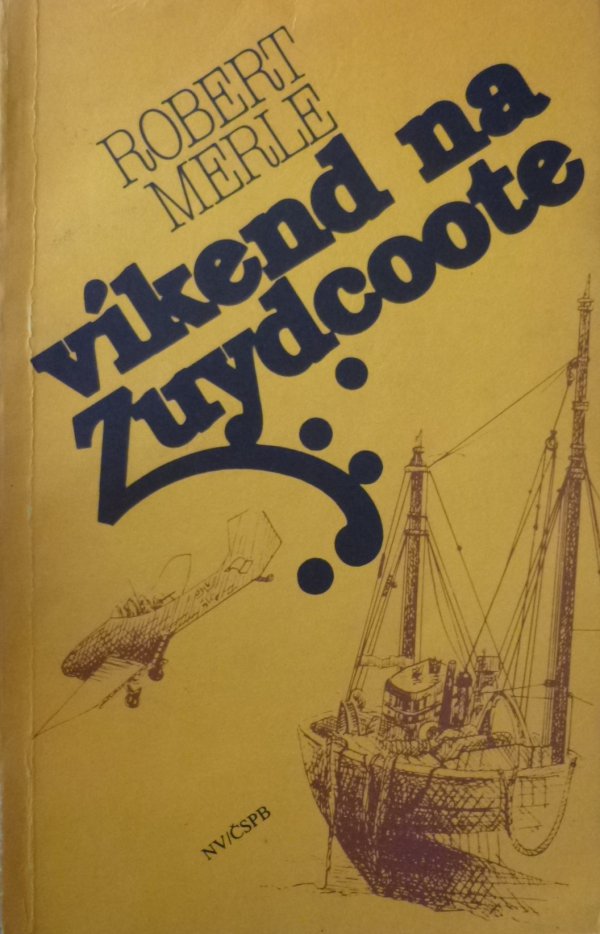 ROBERT
MERLE
víkend na
Zuydcoote
NV/ČSPB